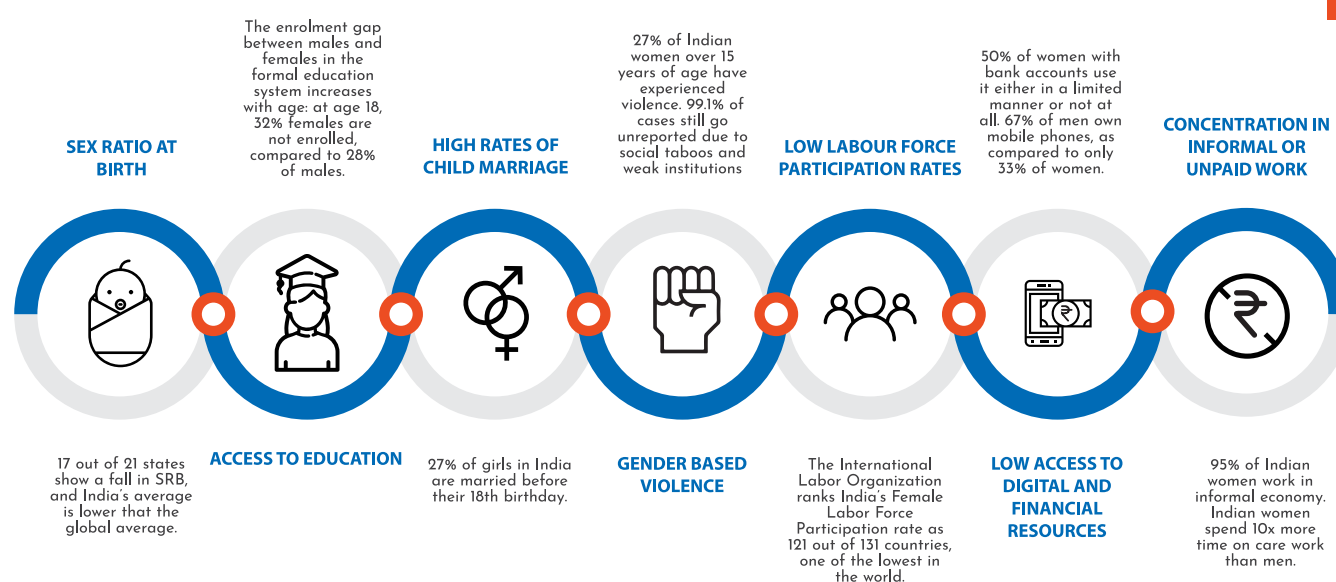 SEX RATIO AT
BIRTH
17 out of 21 states
show a fall in SRB,
and India's average
is lower that the
global average.
The enrolment gap
between males and
females in the
formal education
system increases
with age: at age 18,
32% females are
not enrolled,
compared to 28%
of males.
ACCESS TO EDUCATION
HIGH RATES OF
CHILD MARRIAGE
27% of girls in India
are married before
their 18th birthday.
27% of Indian
women over 15
years of age have
experienced
violence. 99.1% of
cases still go
unreported due to
social taboos and
weak institutions
GENDER BASED
VIOLENCE
LOW LABOUR FORCE
PARTICIPATION RATES
The International
Labor Organization
ranks India's Female
Labor Force
Participation rate as
121 out of 131 countries,
one of the lowest in
the world.
50% of women with
bank accounts use
it either in a limited
manner or not at
all. 67% of men own
mobile phones, as
compared to only
33% of women.
LOW ACCESS TO
DIGITAL AND
FINANCIAL
RESOURCES
CONCENTRATION IN
INFORMAL OR
UNPAID WORK
₹
₹
95% of Indian
women work in
informal economy.
Indian women
spend 10x more
time on care work
than men.